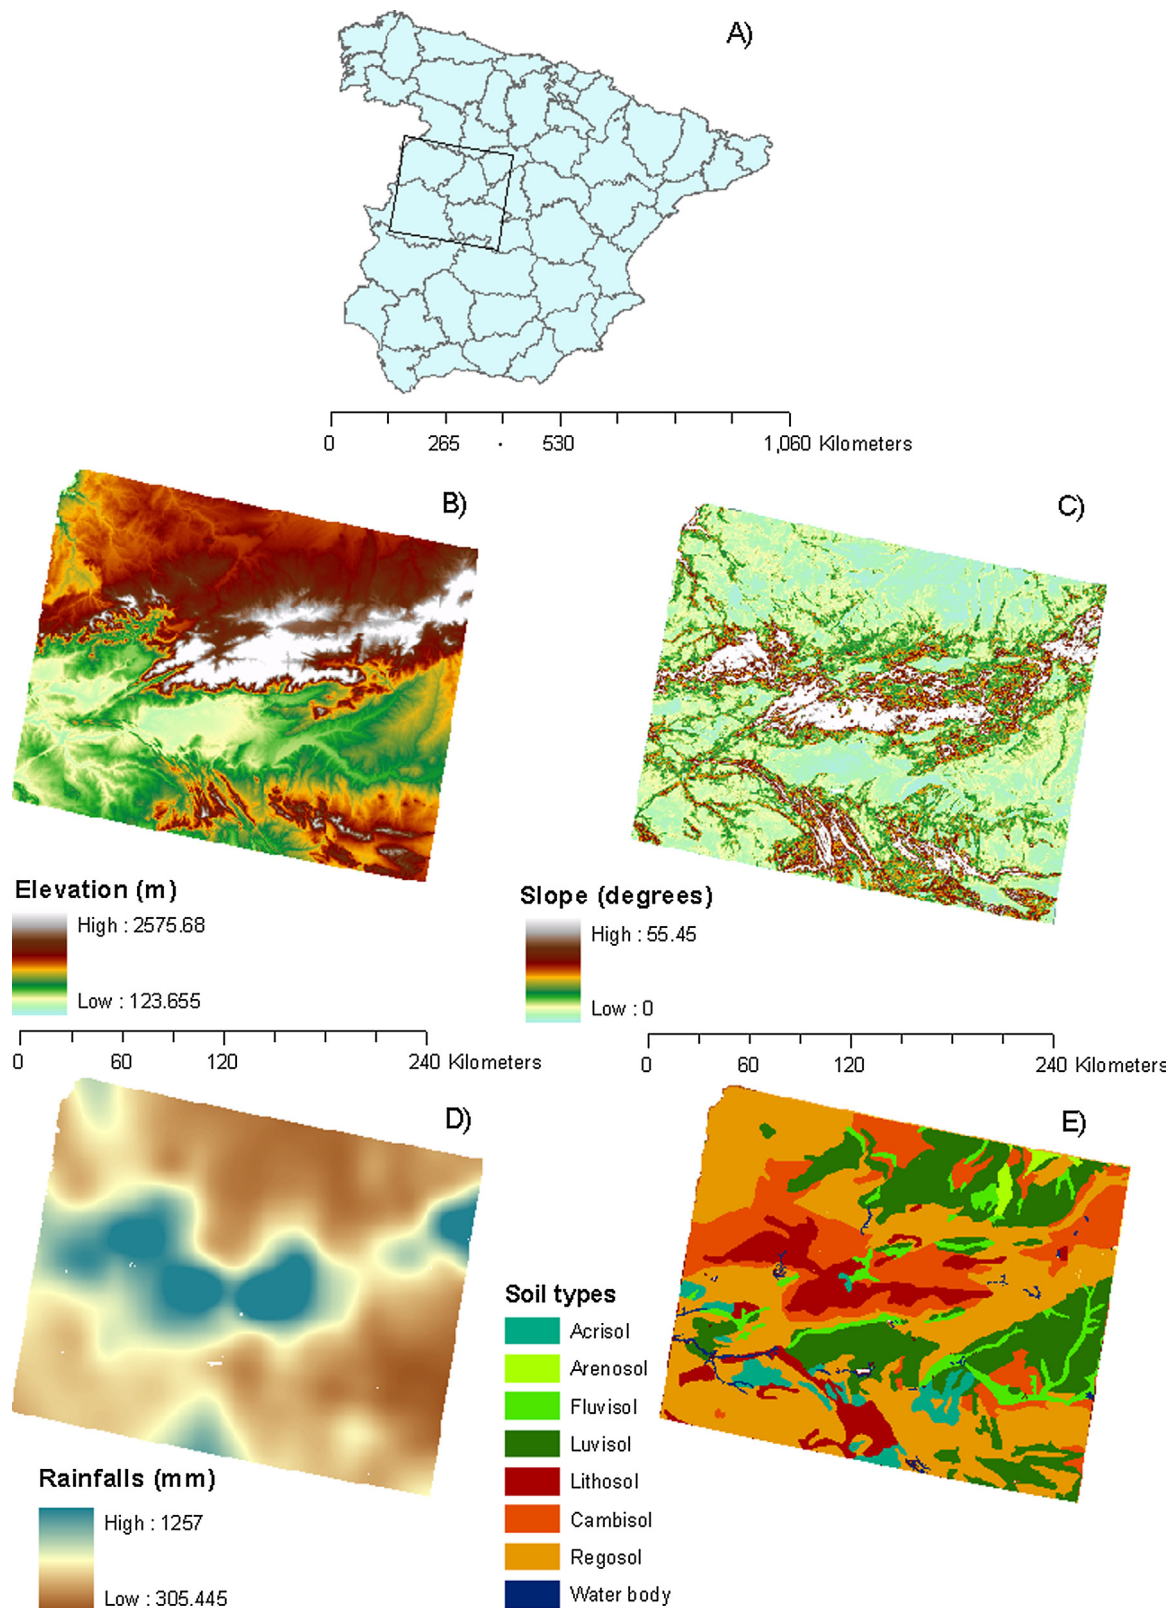 A)
0 265 530 1,060 Kilometers
B)
C)
Elevation (m)
High : 2575.68
Low : 123.655
Slope (degrees)
High : 55.45
Low : 0
0 60 120 240 Kilometers
0 60 120 240 Kilometers
D)
E)
Rainfalls (mm)
High : 1257
Low : 305.445
Soil types
Acrisol
Arenosol
Fluvisol
Luvisol
Lithosol
Cambisol
Regosol
Water body